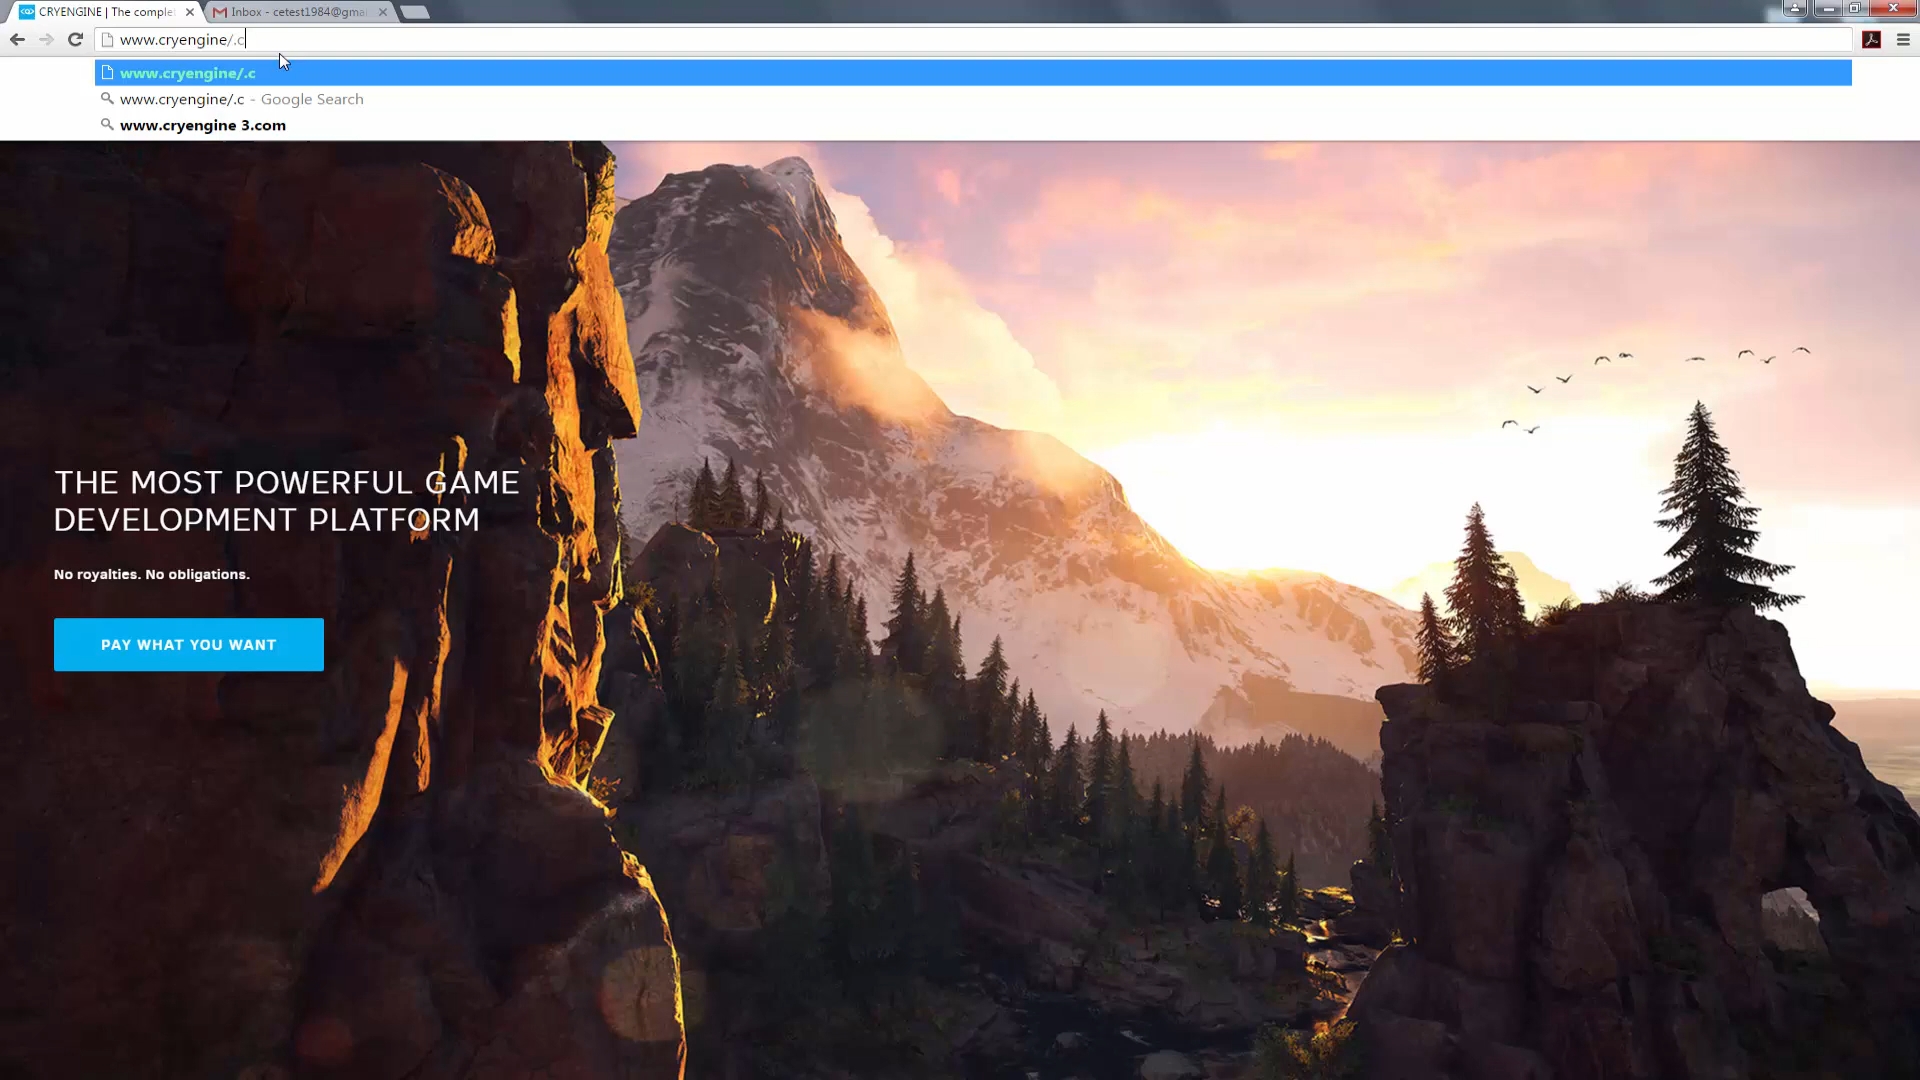 CRYENGINE | The comple
Inbox - cetest1984@gma
www.cryengine/.c
www.cryengine/.c
www.cryengine/.c - Google Search
www.cryengine 3.com
THE MOST POWERFUL GAME
DEVELOPMENT PLATFORM
No royalties. No obligations.
PAY WHAT YOU WANT